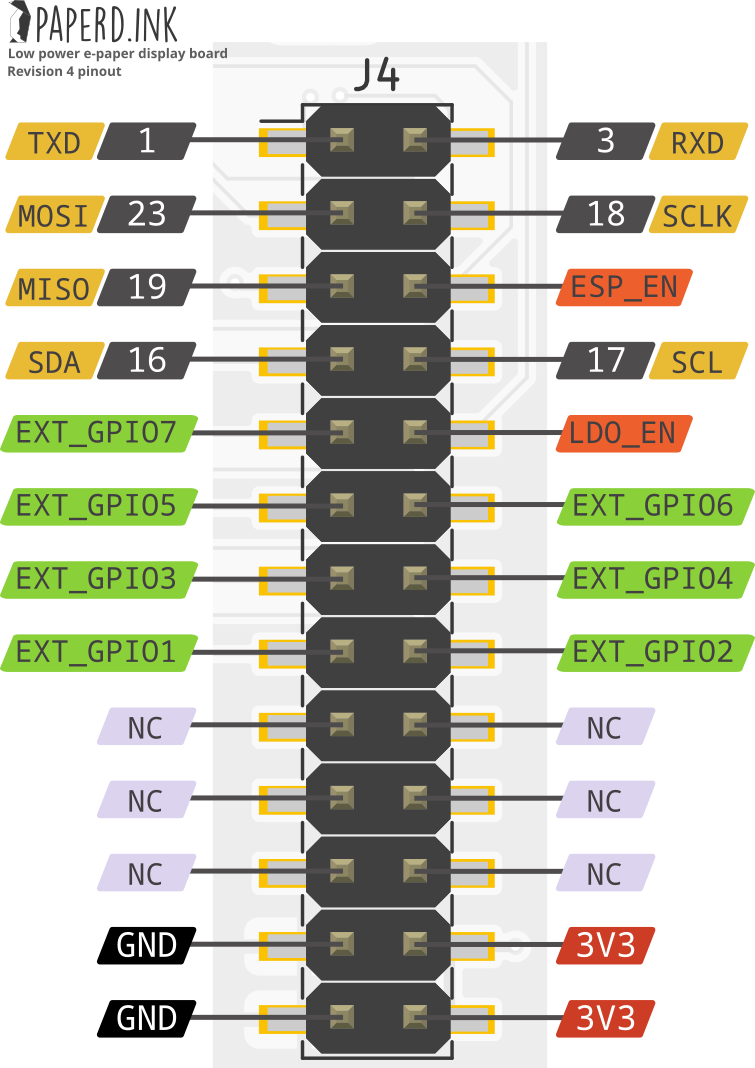 PAPERD.INK
Low power e-paper display board
Revision 4 pinout
J4
TXD 1 3 RXD
MOSI 23 18 SCLK
MISO 19 ESP_EN
SDA 16 17 SCL
EXT_GPIO7 LDO_EN
EXT_GPIO5 EXT_GPIO6
EXT_GPIO3 EXT_GPIO4
EXT_GPIO1 EXT_GPIO2
NC NC
NC NC
NC NC
GND 3V3
GND 3V3